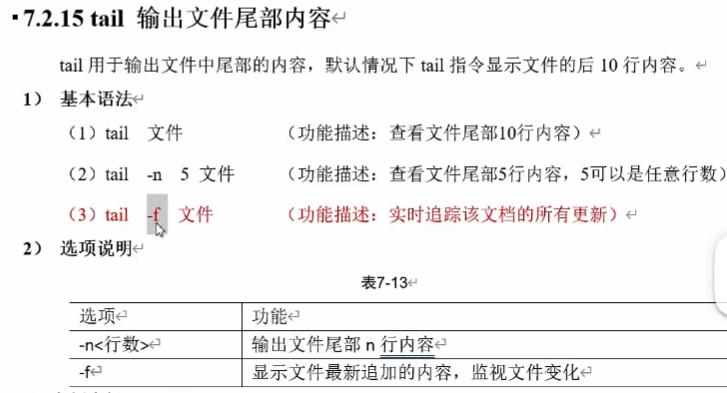 7.2.15 tail 输出文件尾部内容
tail 用于输出文件中尾部的内容，默认情况下 tail 指令显示文件的后 10 行内容。
1） 基本语法
（1）tail 文件 （功能描述：查看文件尾部10行内容）
（2）tail -n 5 文件 （功能描述：查看文件尾部5行内容，5可以是任意行数）
（3）tail -f 文件 （功能描述：实时追踪该文档的所有更新）
2） 选项说明
表7-13
选项 功能
-n<行数> 输出文件尾部 n 行内容
-f 显示文件最新追加的内容，监视文件变化